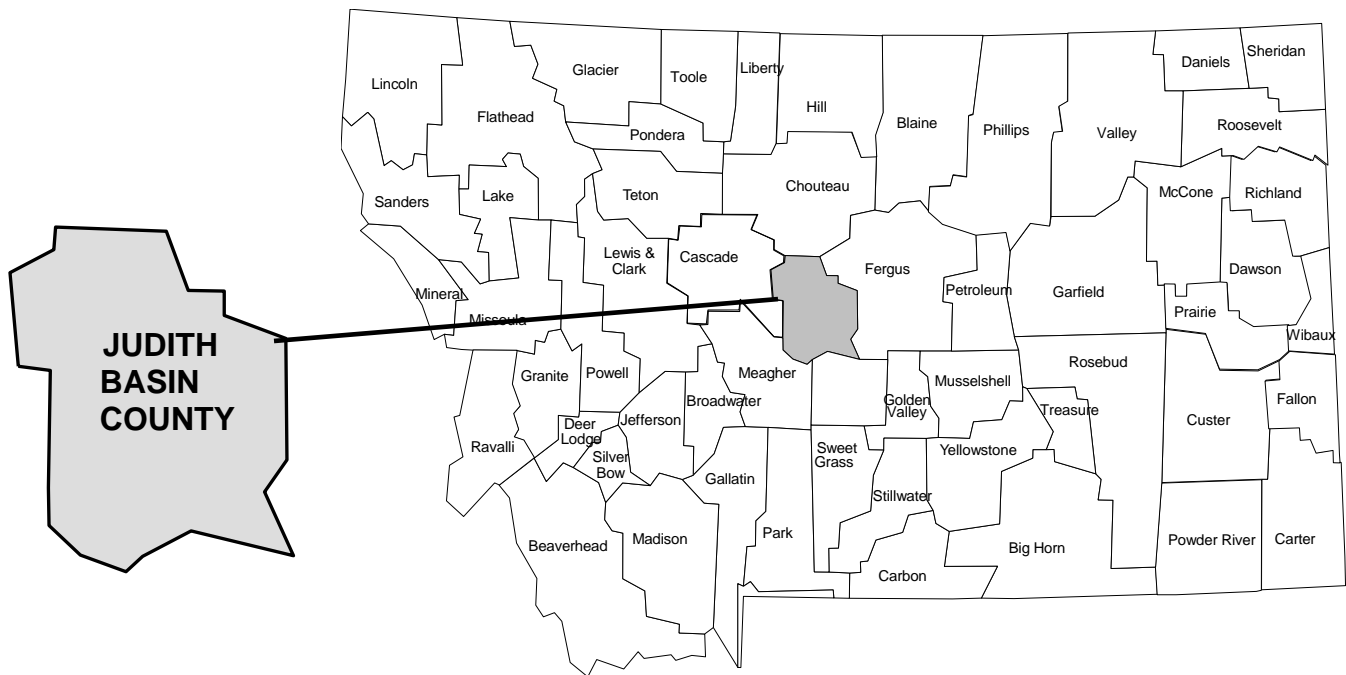 Sheridan
Daniels
Glacier
Liberty
Toole
Lincoln
Hill
Flathead
Blaine
Phillips
Valley
Roosevelt
Pondera
Chouteau
McCone
Richland
Teton
Lake
Sanders
Lewis &
Clark
Cascade
Fergus
Dawson
Petroleum
Garfield
Mineral
Prairie
Missoula
Wibaux
JUDITH
BASIN
COUNTY
Rosebud
Meagher
Powell
Granite
Musselshell
Golden
Valley
Broadwater
Fallon
Treasure
Custer
Jefferson
Deer
Lodge
Ravalli
Sweet
Grass
Yellowstone
Silver
Bow
Gallatin
Stillwater
Park
Madison
Beaverhead
Big Horn
Powder River
Carter
Carbon